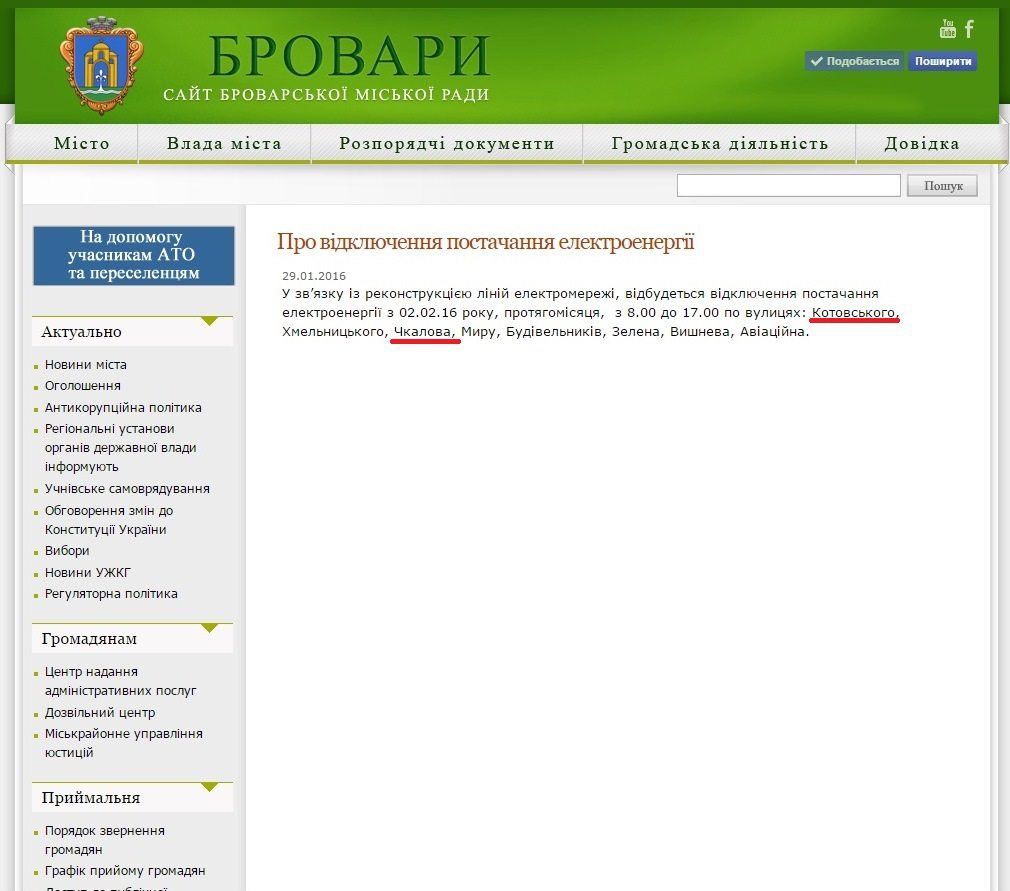 БРОВАРИ
САЙТ БРОВАРСЬКОЇ МІСЬКОЇ РАДИ
You
Tube
Подобається
Поширити
Місто
Влада міста
Розпорядчі документи
Громадська діяльність
Довідка
Пошук
На допомогу
учасникам АТО
та переселенцям
Актуально
Новини міста
Оголошення
Антикорупційна політика
Регіональні установи
органів державної влади
інформують
Учнівське самоврядування
Обговорення змін до
Конституції України
Вибори
Новини УЖКГ
Регуляторна політика
Громадянам
Центр надання
адміністративних послуг
Дозвільний центр
Міськрайонне управління
юстицій
Приймальня
Порядок звернення
громадян
Графік прийому громадян
Доступ до публічної
Про відключення постачання електроенергії
29.01.2016
У зв’язку із реконструкцією ліній електромережі, відбудеться відключення постачання
електроенергії з 02.02.16 року, протягомісяця,  з 8.00 до 17.00 по вулицях: Котовського,
Хмельницького, Чкалова, Миру, Будівельників, Зелена, Вишнева, Авіаційна.